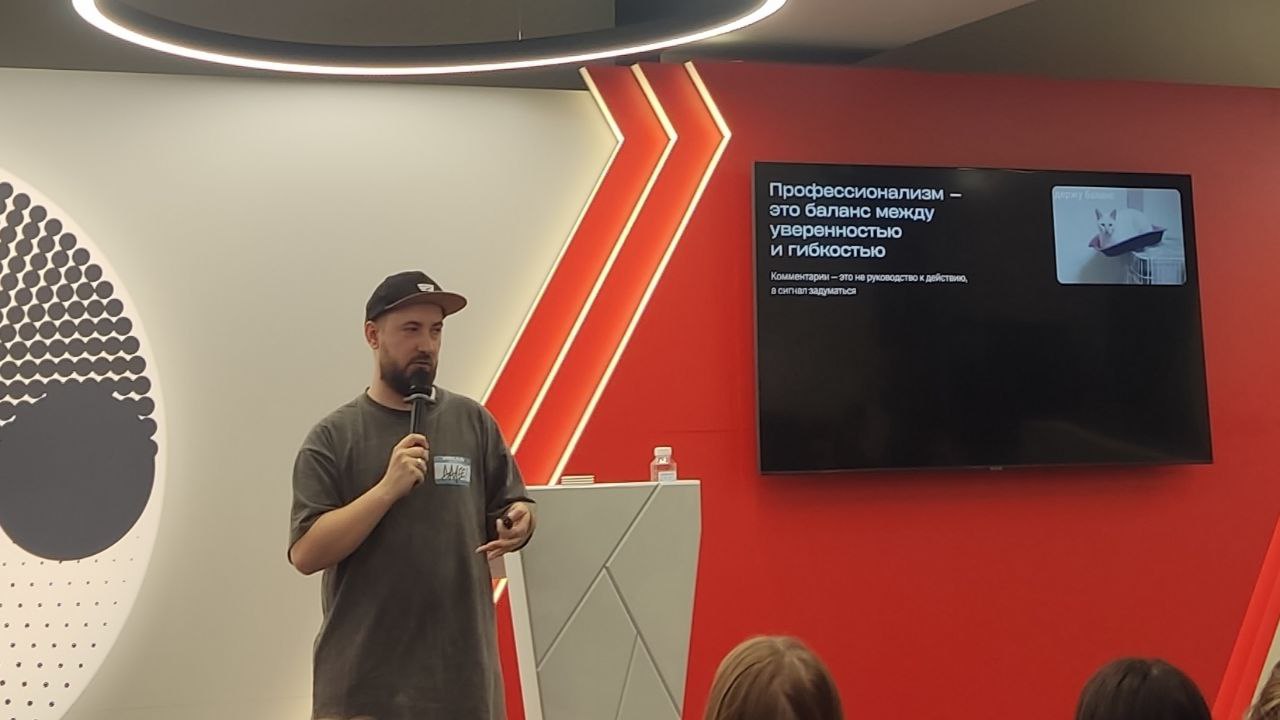 Профессионализм —
это баланс между
уверенностью
и гибкостью
Комментарии — это не руководство к действию,
а сигнал задуматься
держу баланс